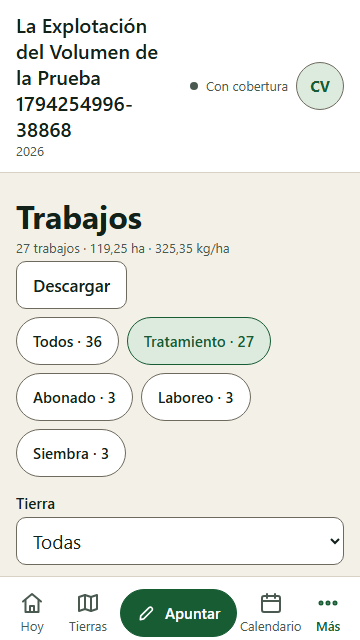 La Explotación
del Volumen de
la Prueba
1794254996-
38868
2026
Con cobertura
CV
Trabajos
27 trabajos · 119,25 ha · 325,35 kg/ha
Descargar
Todos · 36
Tratamiento · 27
Abonado · 3
Laboreo · 3
Siembra · 3
Tierra
Todas
Hoy
Tierras
Apuntar
Calendario
Más